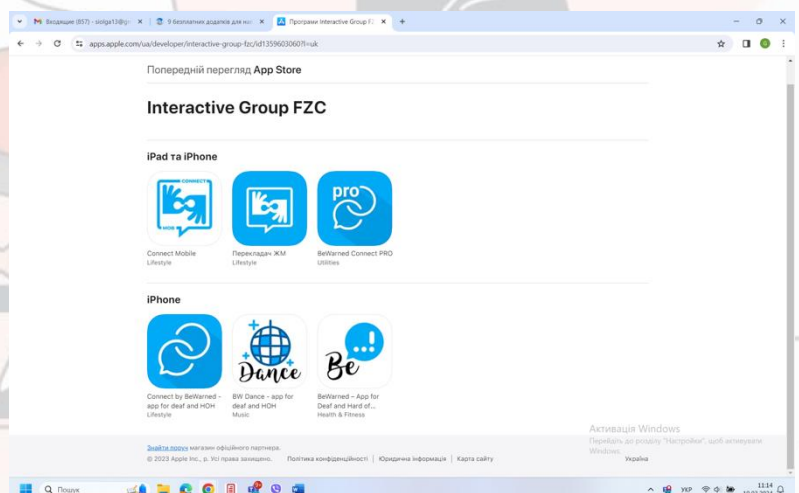 Входящие (857) - siolga13@g
9 безплатних додатків для
Програми Interactive Group F
apps.apple.com/ua/developer/interactive-group-fzc/id1359603060?l=uk
Попередній перегляд App Store
Interactive Group FZC
iPad та iPhone
CONNECT
HOB
pro
Connect Mobile
Lifestyle
Перекладач ЖМ
Lifestyle
BeWarned Connect PRO
Utilities
iPhone
Dance
Be
Connect by BeWarned -
app for deaf and HOH
Lifestyle
BW Dance - app for
deaf and HOH
Music
BeWarned – App for
Deaf and Hard of...
Health & Fitness
Активація Windows
Перейдіть до розділу "Настройки", щоб активувати
Windows.
Знайти поруч магазин офіційного партнера.
© 2023 Apple Inc., р. Усі права захищено. Політика конфіденційності | Юридична інформація | Карта сайту
Україна
Пошук
УКР
11:14